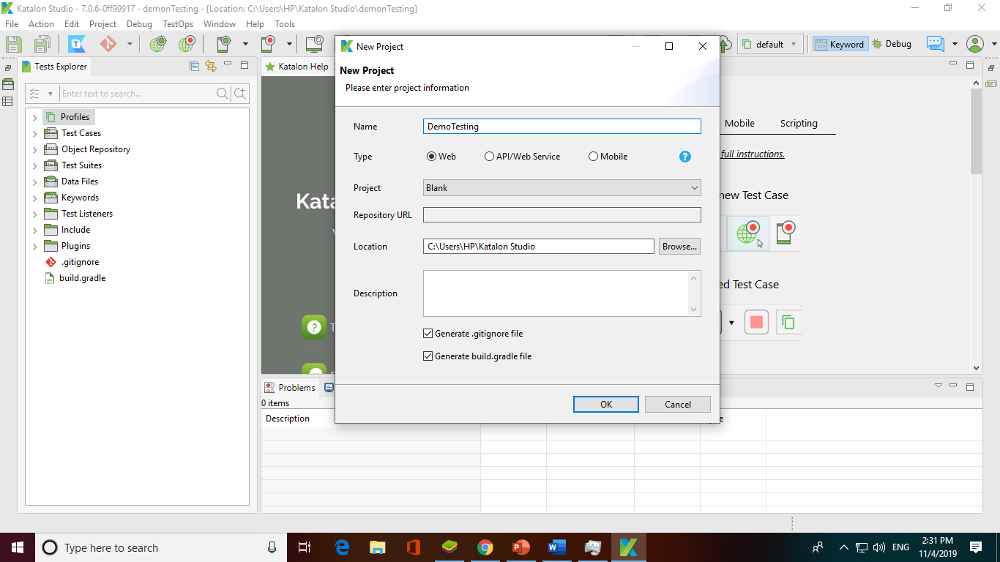 Katalon Studio - 7.0.6-0ff99917 - demonTesting - [Location: C:\Users\HP\Katalon Studio\demonTesting]
File Action Edit Project Debug TestOps Window Help Tools
default Keyword Debug
Tests Explorer
Enter text to search...
Profiles
Test Cases
Object Repository
Test Suites
Data Files
Keywords
Test Listeners
Include
Plugins
.gitignore
build.gradle
Katalon Help
Kata
New Project
New Project
Please enter project information
Name DemoTesting
Type Web API/Web Service Mobile
Project Blank
Repository URL
Location C:\Users\HP\Katalon Studio Browse...
Description
Generate .gitignore file
Generate build.gradle file
OK Cancel
Mobile Scripting
full instructions.
new Test Case
ed Test Case
Problems
0 items
Description
Type here to search
ENG
2:31 PM
11/4/2019